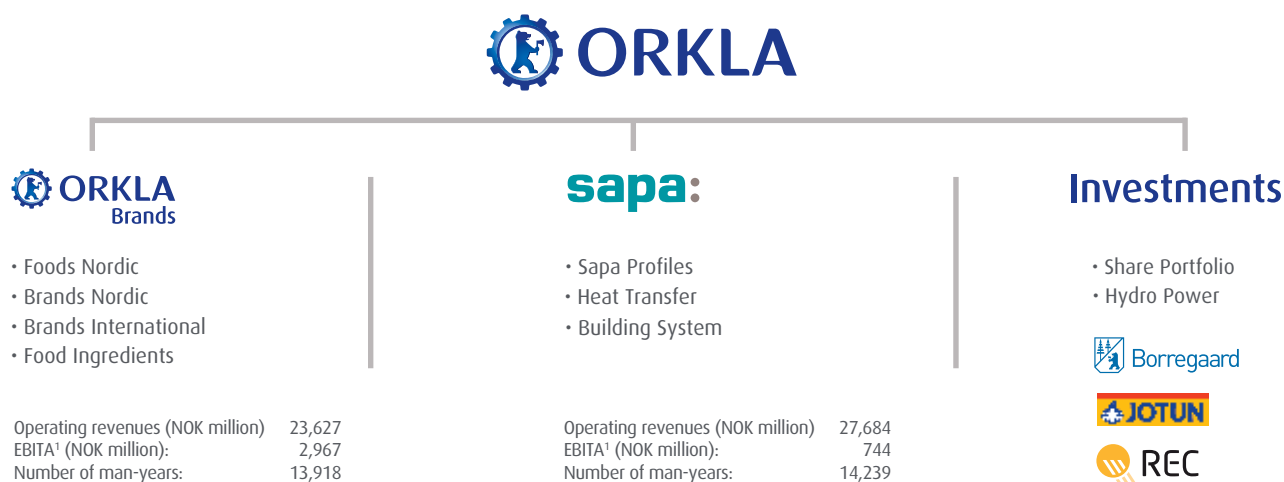 ORKLA
ORKLA
Brands
• Foods Nordic
• Brands Nordic
• Brands International
• Food Ingredients
Operating revenues (NOK million) 23,627
EBITA¹ (NOK million): 2,967
Number of man-years: 13,918
sapa:
• Sapa Profiles
• Heat Transfer
• Building System
Operating revenues (NOK million) 27,684
EBITA¹ (NOK million): 744
Number of man-years: 14,239
Investments
• Share Portfolio
• Hydro Power
Borregaard
JOTUN
REC